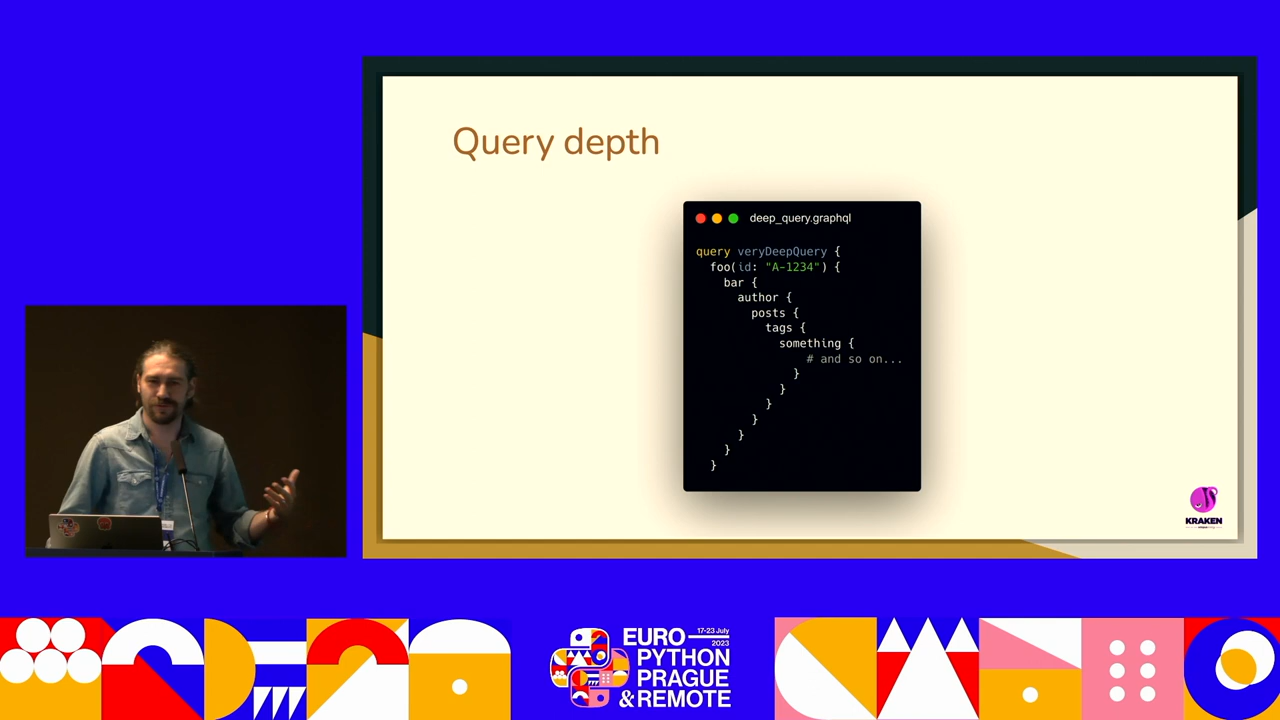 Query depth
deep_query.graphql
query veryDeepQuery {
foo(id: "A-1234") {
bar {
author {
posts {
tags {
something {
# and so on...
}
}
}
}
}
}
}
KRAKEN
17-23 July
2023
EURO
PYTHON
PRAGUE
& REMOTE